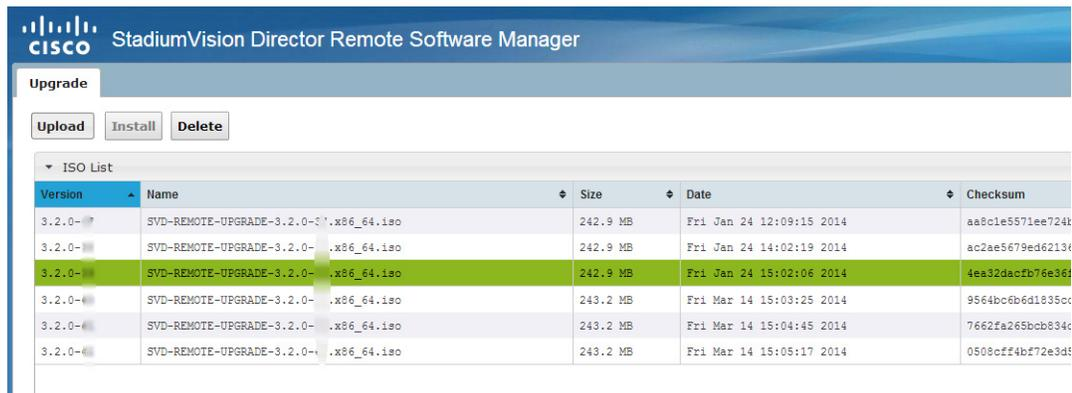 CISCO StadiumVision Director Remote Software Manager
Upgrade
Upload Install Delete
ISO List
Version Name Size Date Checksum
3.2.0- SVD-REMOTE-UPGRADE-3.2.0- .x86_64.iso 242.9 MB Fri Jan 24 12:09:15 2014 aa8c1e5571ee724b
3.2.0- SVD-REMOTE-UPGRADE-3.2.0- .x86_64.iso 242.9 MB Fri Jan 24 14:02:19 2014 ac2ae5679ed62136
3.2.0- SVD-REMOTE-UPGRADE-3.2.0- .x86_64.iso 242.9 MB Fri Jan 24 15:02:06 2014 4ea32dacfb76e36f
3.2.0- SVD-REMOTE-UPGRADE-3.2.0- .x86_64.iso 243.2 MB Fri Mar 14 15:03:25 2014 9564bc6b6d1835cc
3.2.0- SVD-REMOTE-UPGRADE-3.2.0- .x86_64.iso 243.2 MB Fri Mar 14 15:04:45 2014 7662fa265bcb834c
3.2.0- SVD-REMOTE-UPGRADE-3.2.0- .x86_64.iso 243.2 MB Fri Mar 14 15:05:17 2014 0508cff4bf72e3d5